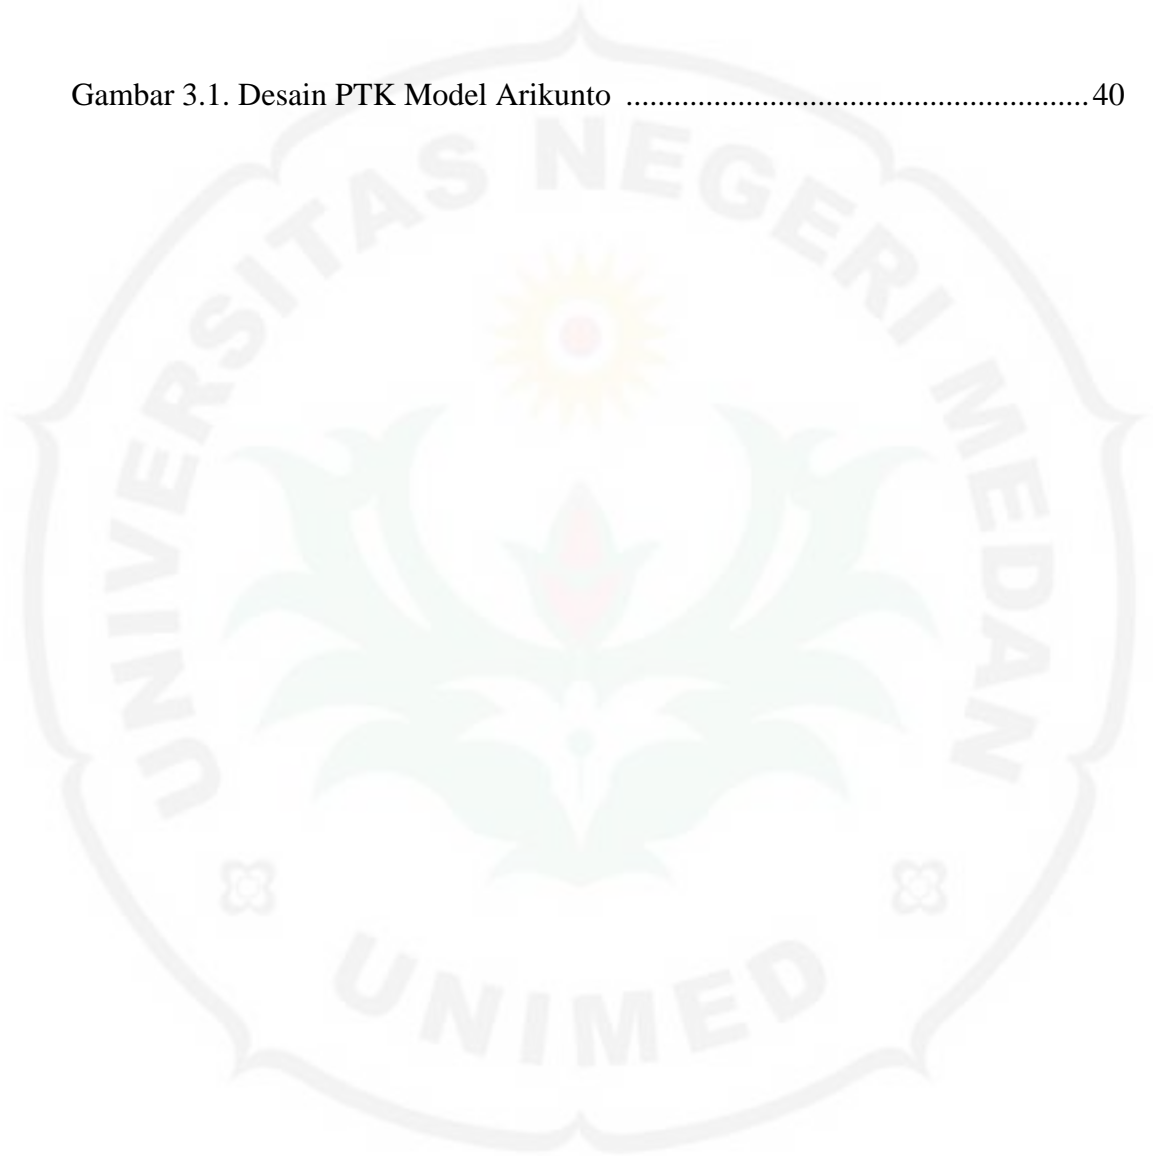 Gambar 3.1. Desain PTK Model Arikunto ............................................................40
UNIVERSITAS NEGERI MEDAN
UNIMED